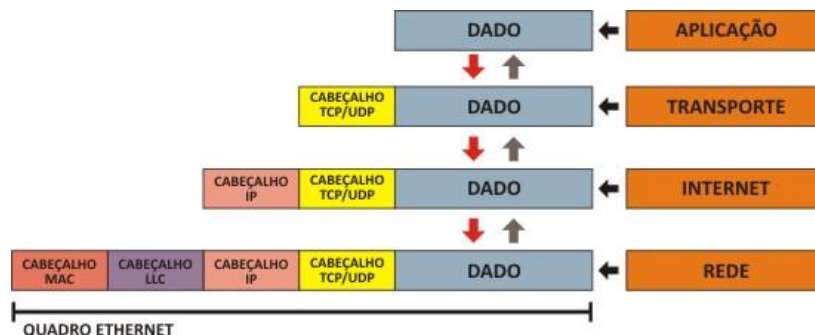 DADO
APLICAÇÃO
CABEÇALHO
TCP/UDP
DADO
TRANSPORTE
CABEÇALHO
IP
CABEÇALHO
TCP/UDP
DADO
INTERNET
CABEÇALHO
MAC
CABEÇALHO
LLC
CABEÇALHO
IP
CABEÇALHO
TCP/UDP
DADO
REDE
QUADRO ETHERNET